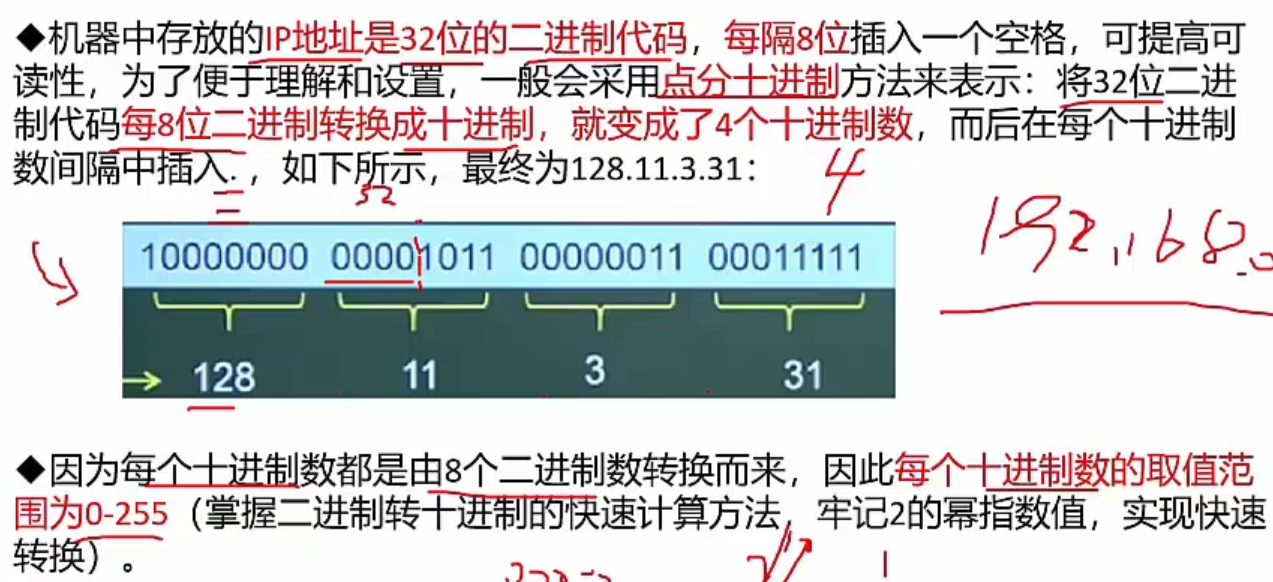 ◆机器中存放的IP地址是32位的二进制代码，每隔8位插入一个空格，可提高可
读性，为了便于理解和设置，一般会采用点分十进制方法来表示：将32位二进
制代码每8位二进制转换成十进制，就变成了4个十进制数，而后在每个十进制
数间隔中插入.，如下所示，最终为128.11.3.31：
32
4
192.168.0
10000000 00001011 00000011 00011111
128 11 3 31
◆因为每个十进制数都是由8个二进制数转换而来，因此每个十进制数的取值范
围为0-255（掌握二进制转十进制的快速计算方法，牢记2的幂指数值，实现快速
转换）。